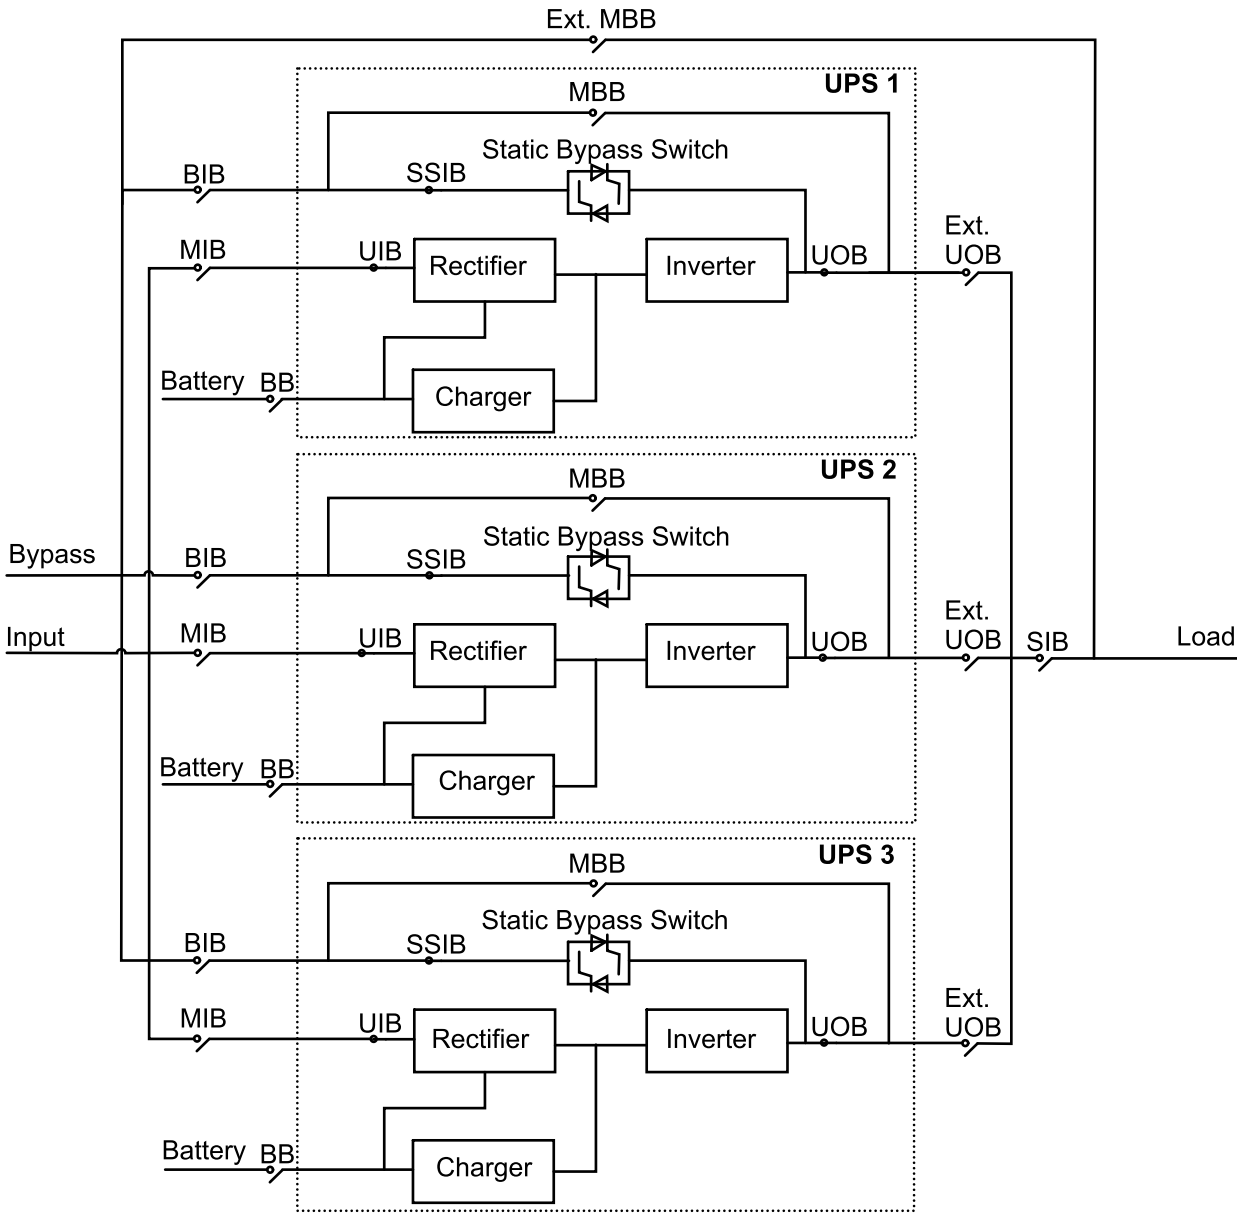 Ext. MBB
UPS 1
MBB
Static Bypass Switch
BIB
SSIB
MIB
UIB
Rectifier
Inverter
UOB
Ext.
UOB
Battery
BB
Charger
UPS 2
MBB
Static Bypass Switch
Bypass
BIB
SSIB
Input
MIB
UIB
Rectifier
Inverter
UOB
Ext.
UOB
SIB
Load
Battery
BB
Charger
UPS 3
MBB
Static Bypass Switch
BIB
SSIB
MIB
UIB
Rectifier
Inverter
UOB
Ext.
UOB
Battery
BB
Charger